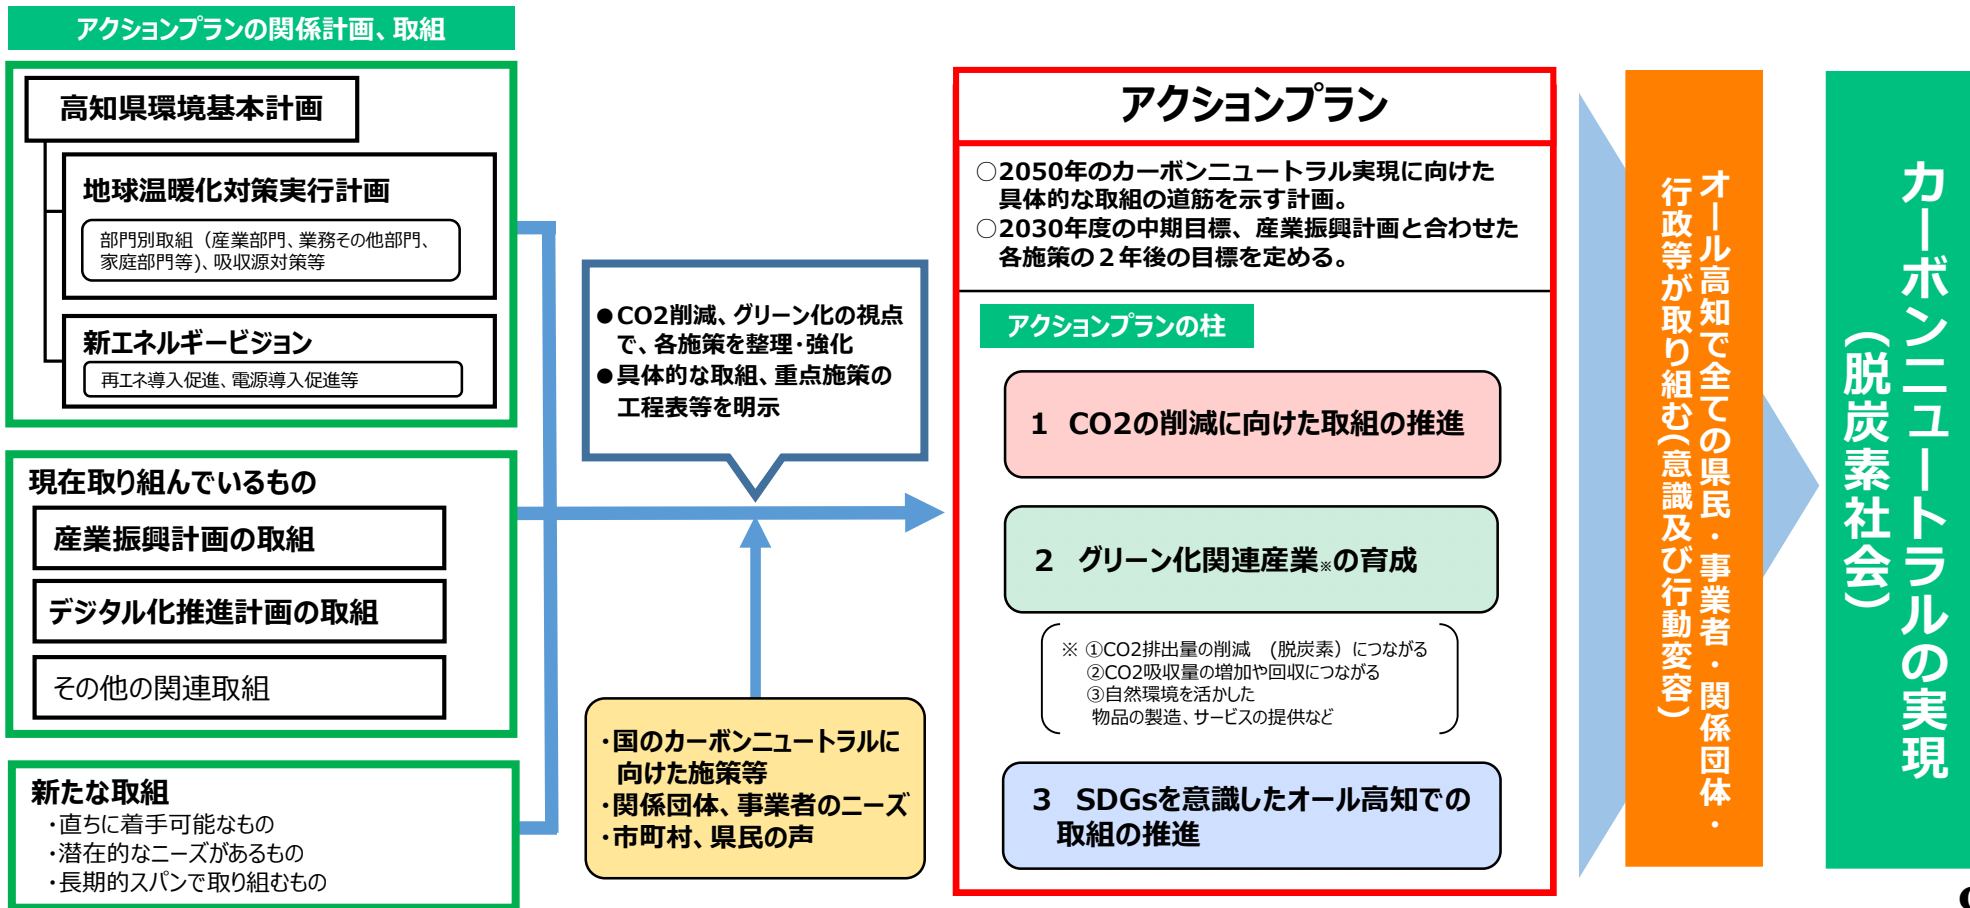 アクションプランの関係計画、取組
高知県環境基本計画
地球温暖化対策実行計画
部門別取組（産業部門、業務その他部門、
家庭部門等)、吸収源対策等
新エネルギービジョン
再エネ導入促進、電源導入促進等
現在取り組んでいるもの
産業振興計画の取組
デジタル化推進計画の取組
その他の関連取組
新たな取組
・直ちに着手可能なもの
・潜在的なニーズがあるもの
・長期的スパンで取り組むもの
●CO2削減、グリーン化の視点
で、各施策を整理・強化
●具体的な取組、重点施策の
工程表等を明示
・国のカーボンニュートラルに
向けた施策等
・関係団体、事業者のニーズ
・市町村、県民の声
アクションプラン
○2050年のカーボンニュートラル実現に向けた
具体的な取組の道筋を示す計画。
○2030年度の中期目標、産業振興計画と合わせた
各施策の２年後の目標を定める。
アクションプランの柱
1 CO2の削減に向けた取組の推進
2 グリーン化関連産業※の育成
※ ①CO2排出量の削減 （脱炭素）につながる
②CO2吸収量の増加や回収につながる
③自然環境を活かした
物品の製造、サービスの提供など
3 SDGsを意識したオール高知での
取組の推進
オール高知で全ての県民・事業者・関係団体・
行政等が取り組む(意識及び行動変容)
カーボンニュートラルの実現
（脱炭素社会）